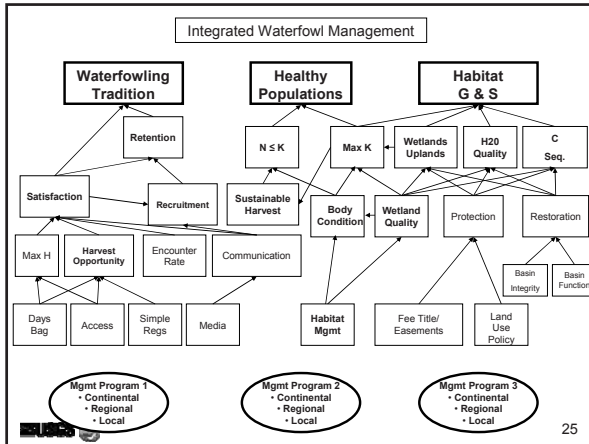 Integrated Waterfowl Management
Waterfowling
Tradition
Healthy
Populations
Habitat
G & S
Retention
N ≤ K
Max K
Wetlands
Uplands
H20
Quality
C
Seq.
Satisfaction
Recruitment
Sustainable
Harvest
Body
Condition
Wetland
Quality
Protection
Restoration
Max H
Harvest
Opportunity
Encounter
Rate
Communication
Basin
Integrity
Basin
Function
Days
Bag
Access
Simple
Regs
Media
Habitat
Mgmt
Fee Title/
Easements
Land
Use
Policy
Mgmt Program 1
• Continental
• Regional
• Local
Mgmt Program 2
• Continental
• Regional
• Local
Mgmt Program 3
• Continental
• Regional
• Local
USGS
25